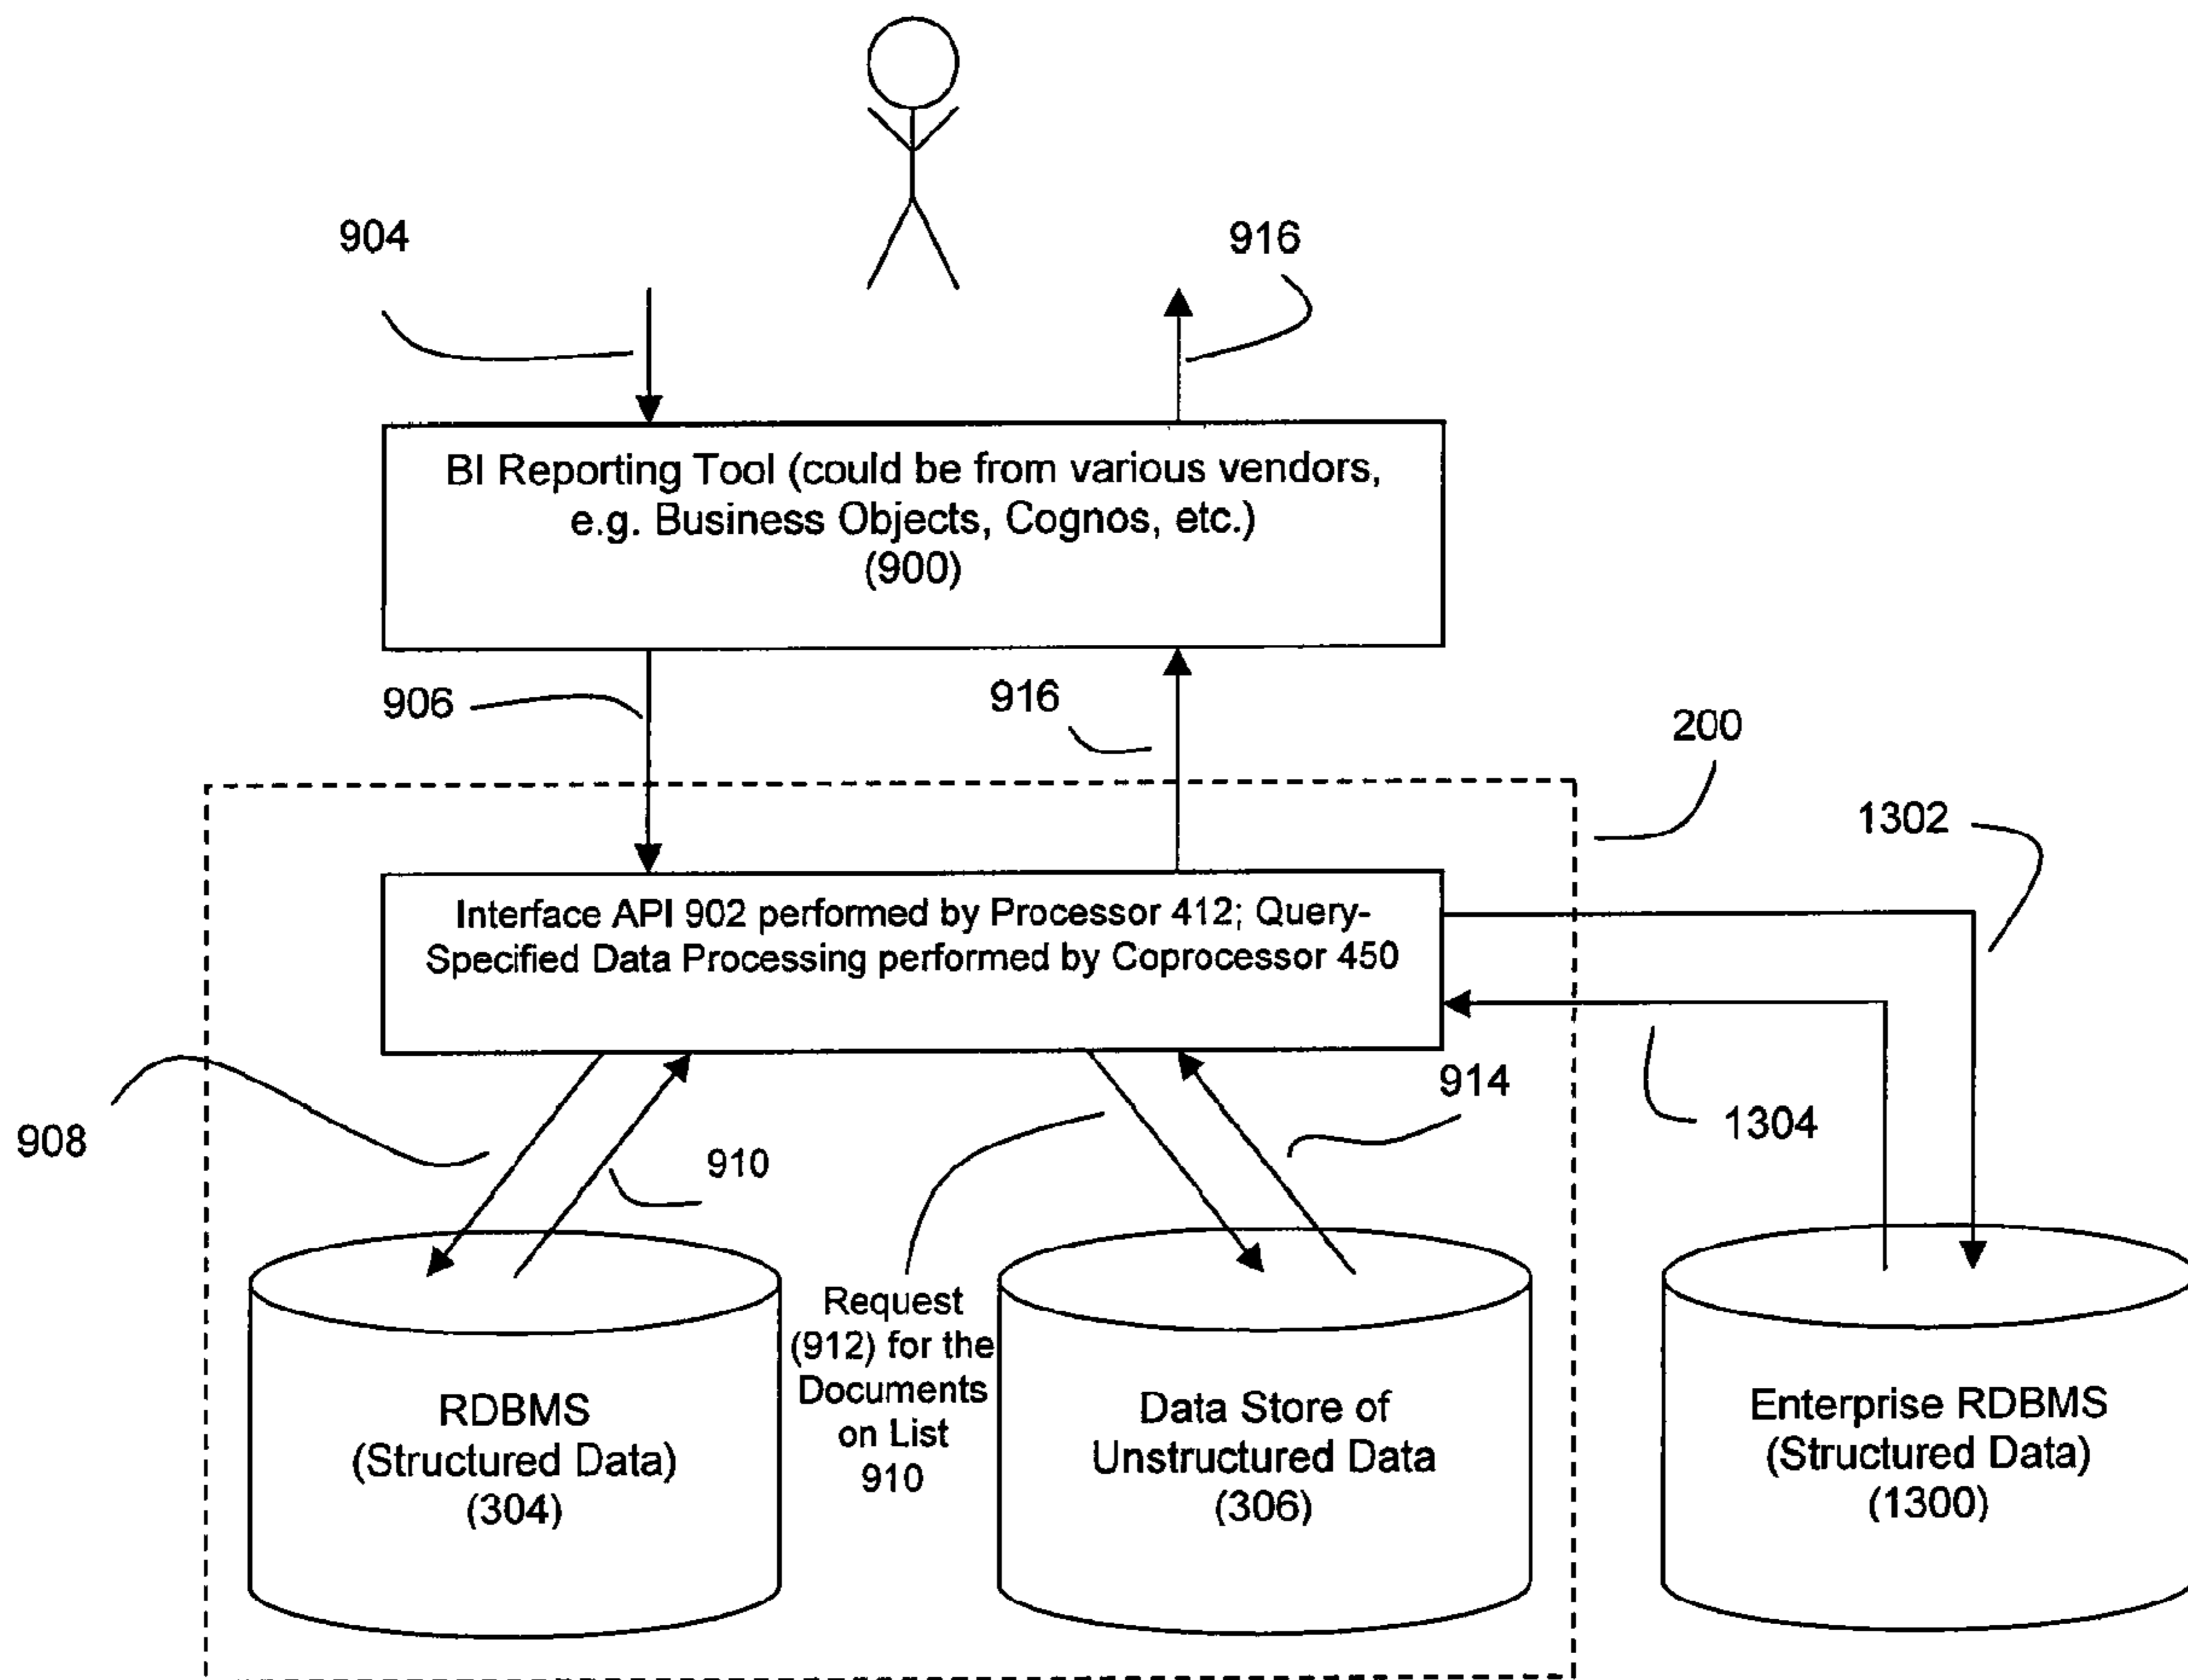 904
916
BI Reporting Tool (could be from various vendors,
e.g. Business Objects, Cognos, etc.)
(900)
906
916
200
1302
Interface API 902 performed by Processor 412; Query-
Specified Data Processing performed by Coprocessor 450
908
910
914
1304
Request
(912) for the
Documents
on List
910
RDBMS
(Structured Data)
(304)
Data Store of
Unstructured Data
(306)
Enterprise RDBMS
(Structured Data)
(1300)